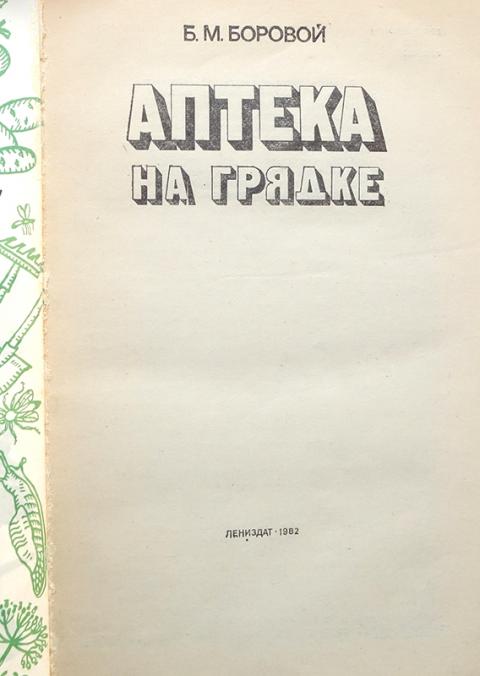 Б. М. БОРОВОЙ
АПТЕКА
НА ГРЯДКЕ
ЛЕНИЗДАТ · 1982